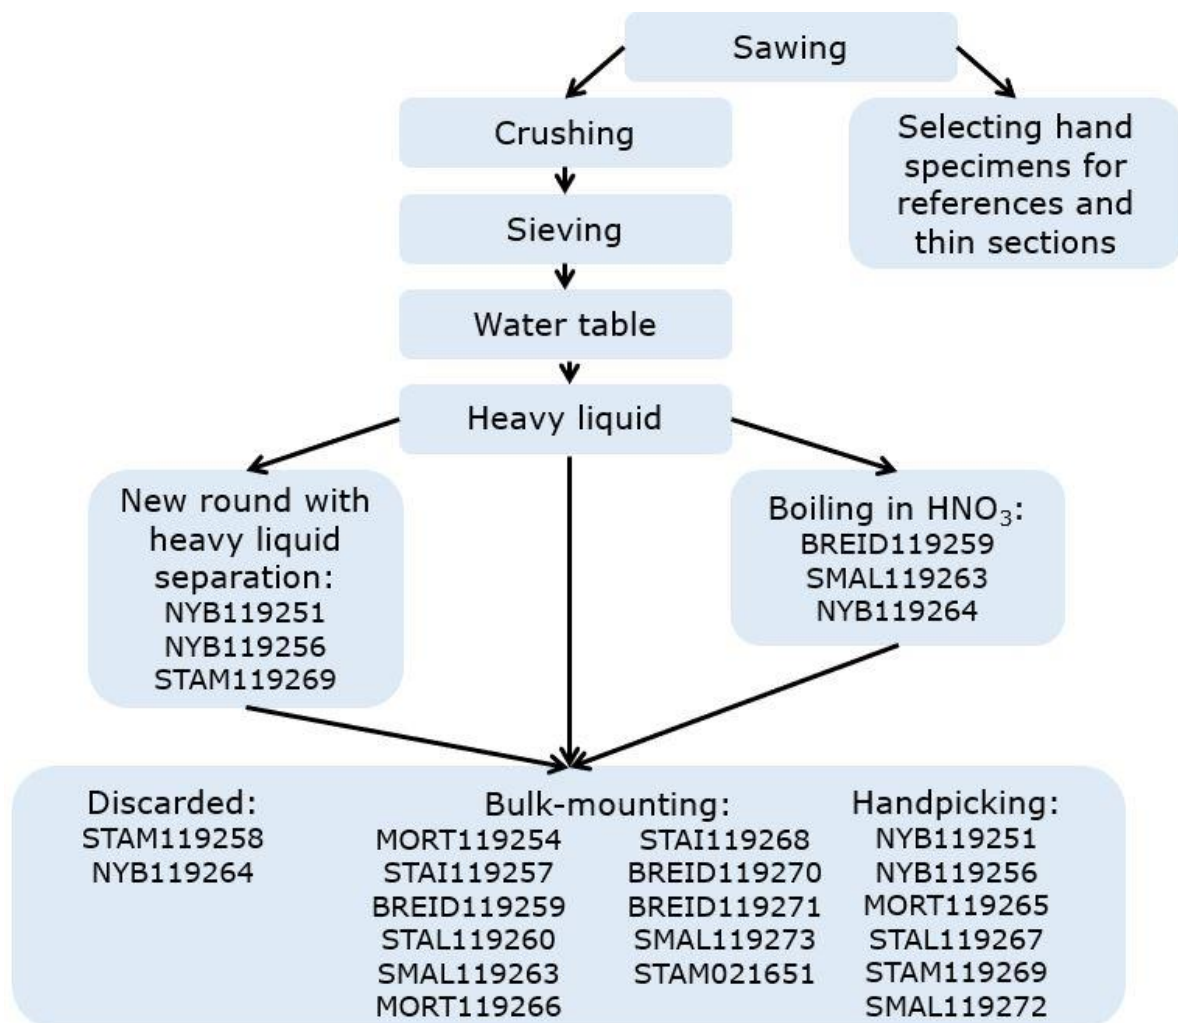 Sawing
Crushing
Selecting hand
specimens for
references and
thin sections
Sieving
Water table
Heavy liquid
New round with
heavy liquid
separation:
NYB119251
NYB119256
STAM119269
Boiling in HNO₃:
BREID119259
SMAL119263
NYB119264
Discarded:
STAM119258
NYB119264
Bulk-mounting:
MORT119254
STAI119257
BREID119259
STAL119260
SMAL119263
MORT119266
STAI119268
BREID119270
BREID119271
SMAL119273
STAM021651
Handpicking:
NYB119251
NYB119256
MORT119265
STAL119267
STAM119269
SMAL119272